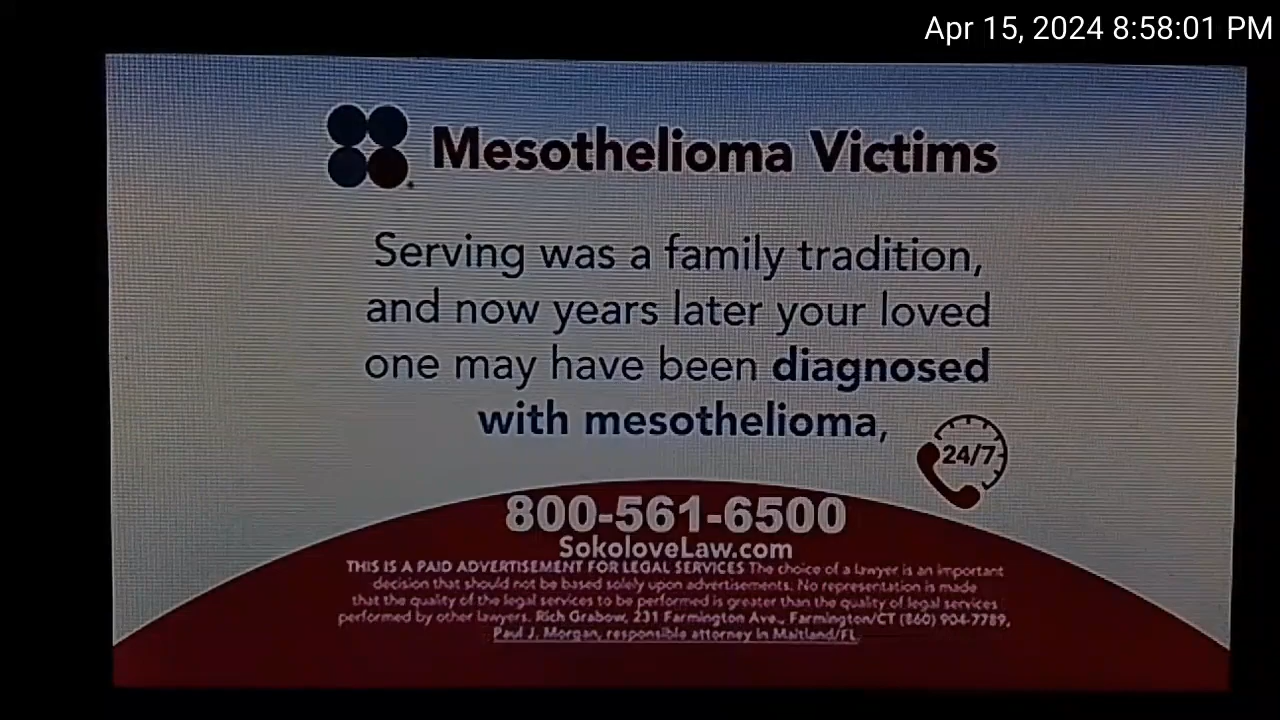 Apr 15, 2024 8:58:01 PM
Mesothelioma Victims
Serving was a family tradition,
and now years later your loved
one may have been diagnosed
with mesothelioma,
24/7
800-561-6500
SokoloveLaw.com
THIS IS A PAID ADVERTISEMENT FOR LEGAL SERVICES The choice of a lawyer is an important
decision that should not be based solely upon advertisements. No representation is made
that the quality of the legal services to be performed is greater than the quality of legal services
performed by other lawyers. Rich Grabow, 231 Farmington Ave., Farmington/CT (860) 904-7789,
Paul J. Morgan, responsible attorney in Maitland/FL